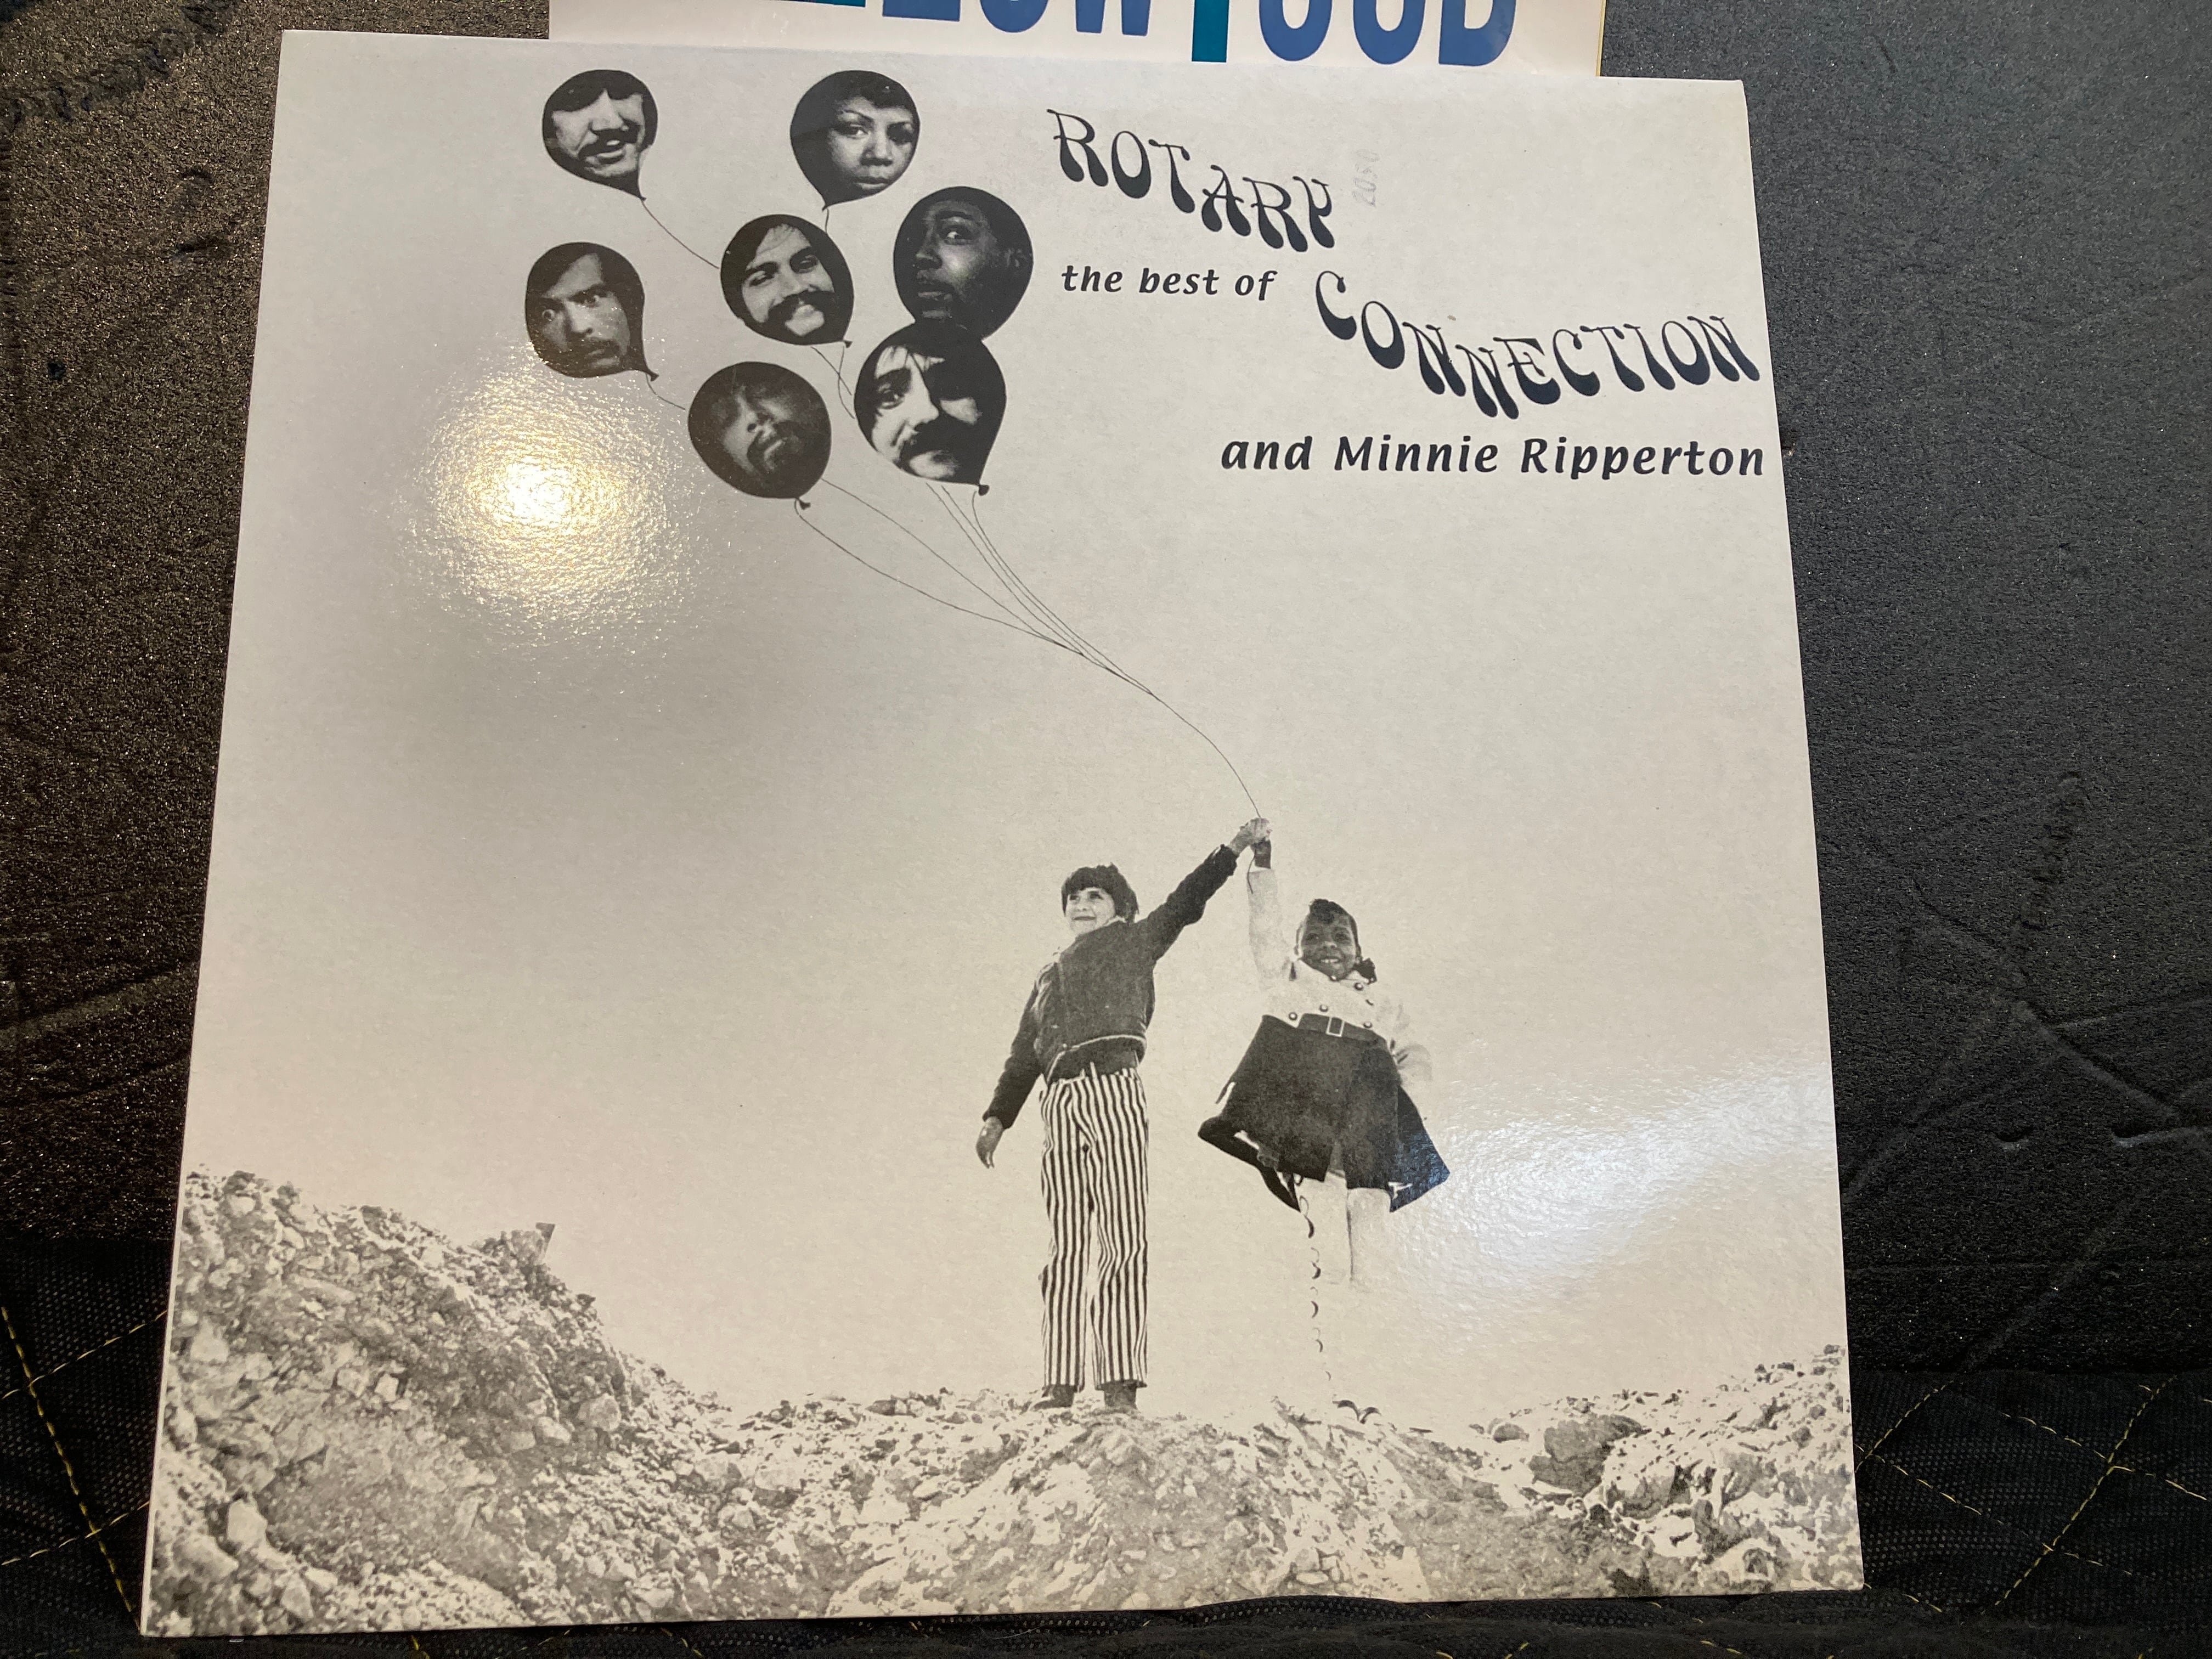 ROTARY
the best of
CONNECTION
and Minnie Ripperton